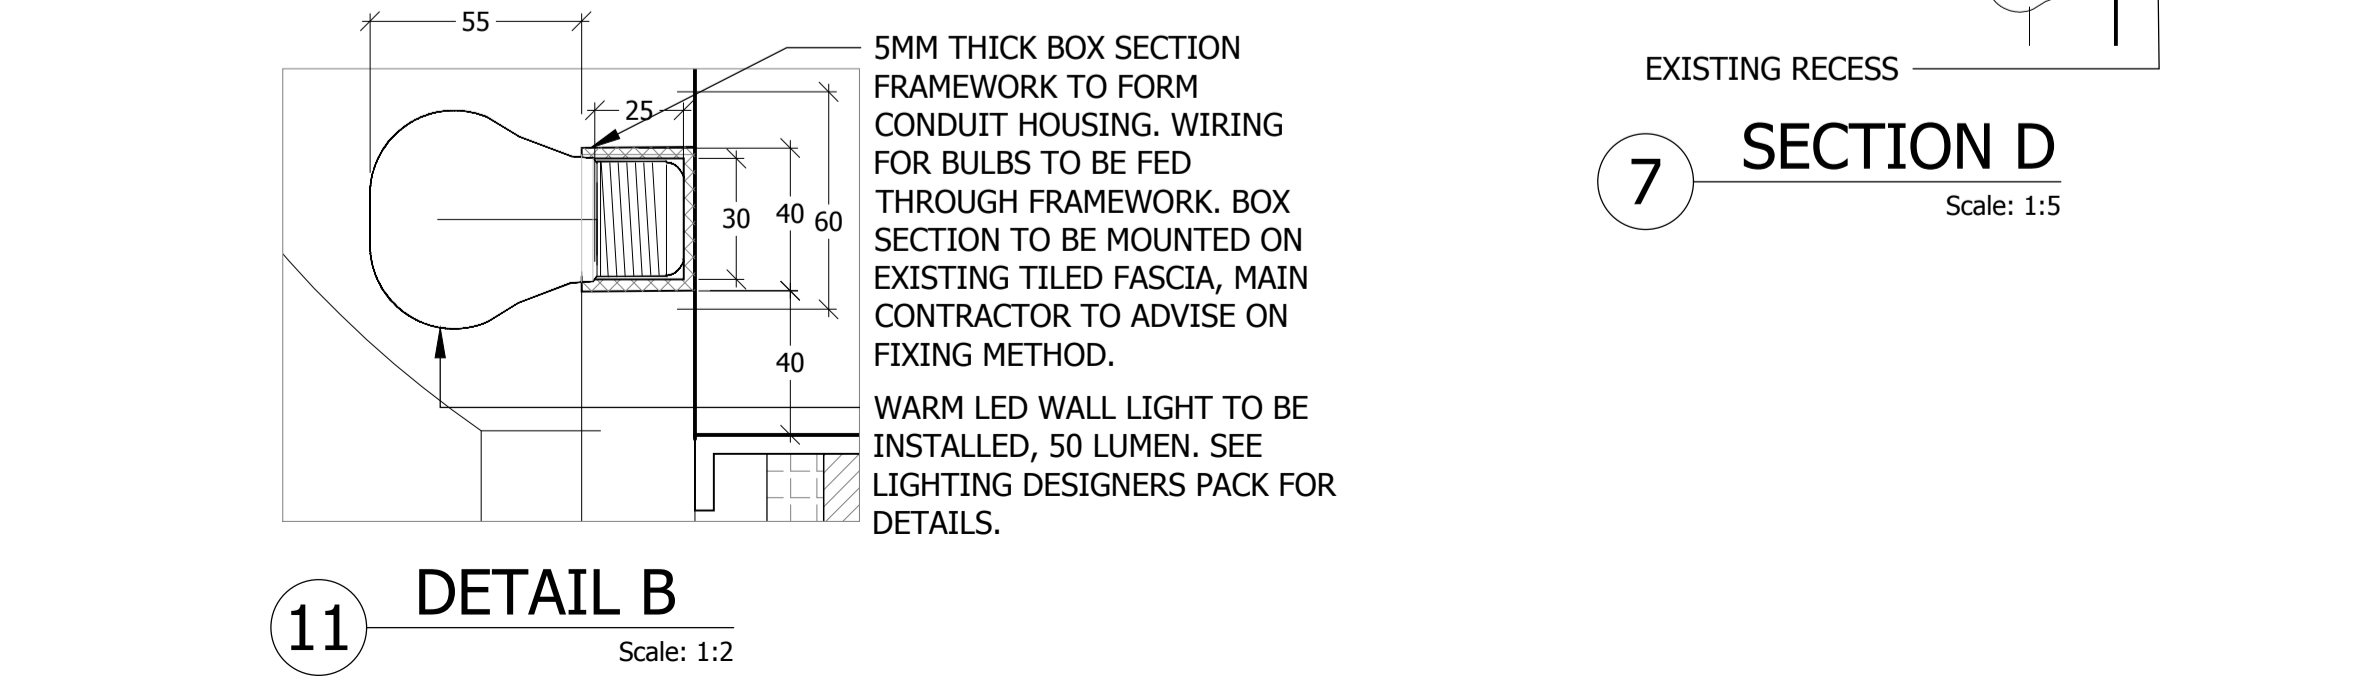 55
25
30
40
60
40
5MM THICK BOX SECTION
FRAMEWORK TO FORM
CONDUIT HOUSING. WIRING
FOR BULBS TO BE FED
THROUGH FRAMEWORK. BOX
SECTION TO BE MOUNTED ON
EXISTING TILED FASCIA, MAIN
CONTRACTOR TO ADVISE ON
FIXING METHOD.
WARM LED WALL LIGHT TO BE
INSTALLED, 50 LUMEN. SEE
LIGHTING DESIGNERS PACK FOR
DETAILS.
11
DETAIL B
Scale: 1:2
EXISTING RECESS
7
SECTION D
Scale: 1:5